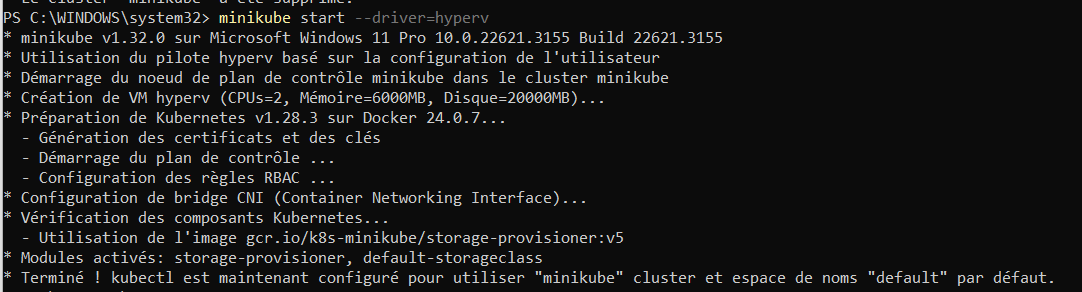 Le cluster "minikube" a été supprimé.
PS C:\WINDOWS\system32> minikube start --driver=hyperv
* minikube v1.32.0 sur Microsoft Windows 11 Pro 10.0.22621.3155 Build 22621.3155
* Utilisation du pilote hyperv basé sur la configuration de l'utilisateur
* Démarrage du noeud de plan de contrôle minikube dans le cluster minikube
* Création de VM hyperv (CPUs=2, Mémoire=6000MB, Disque=20000MB)...
* Préparation de Kubernetes v1.28.3 sur Docker 24.0.7...
  - Génération des certificats et des clés
  - Démarrage du plan de contrôle ...
  - Configuration des règles RBAC ...
* Configuration de bridge CNI (Container Networking Interface)...
* Vérification des composants Kubernetes...
  - Utilisation de l'image gcr.io/k8s-minikube/storage-provisioner:v5
* Modules activés: storage-provisioner, default-storageclass
* Terminé ! kubectl est maintenant configuré pour utiliser "minikube" cluster et espace de noms "default" par défaut.